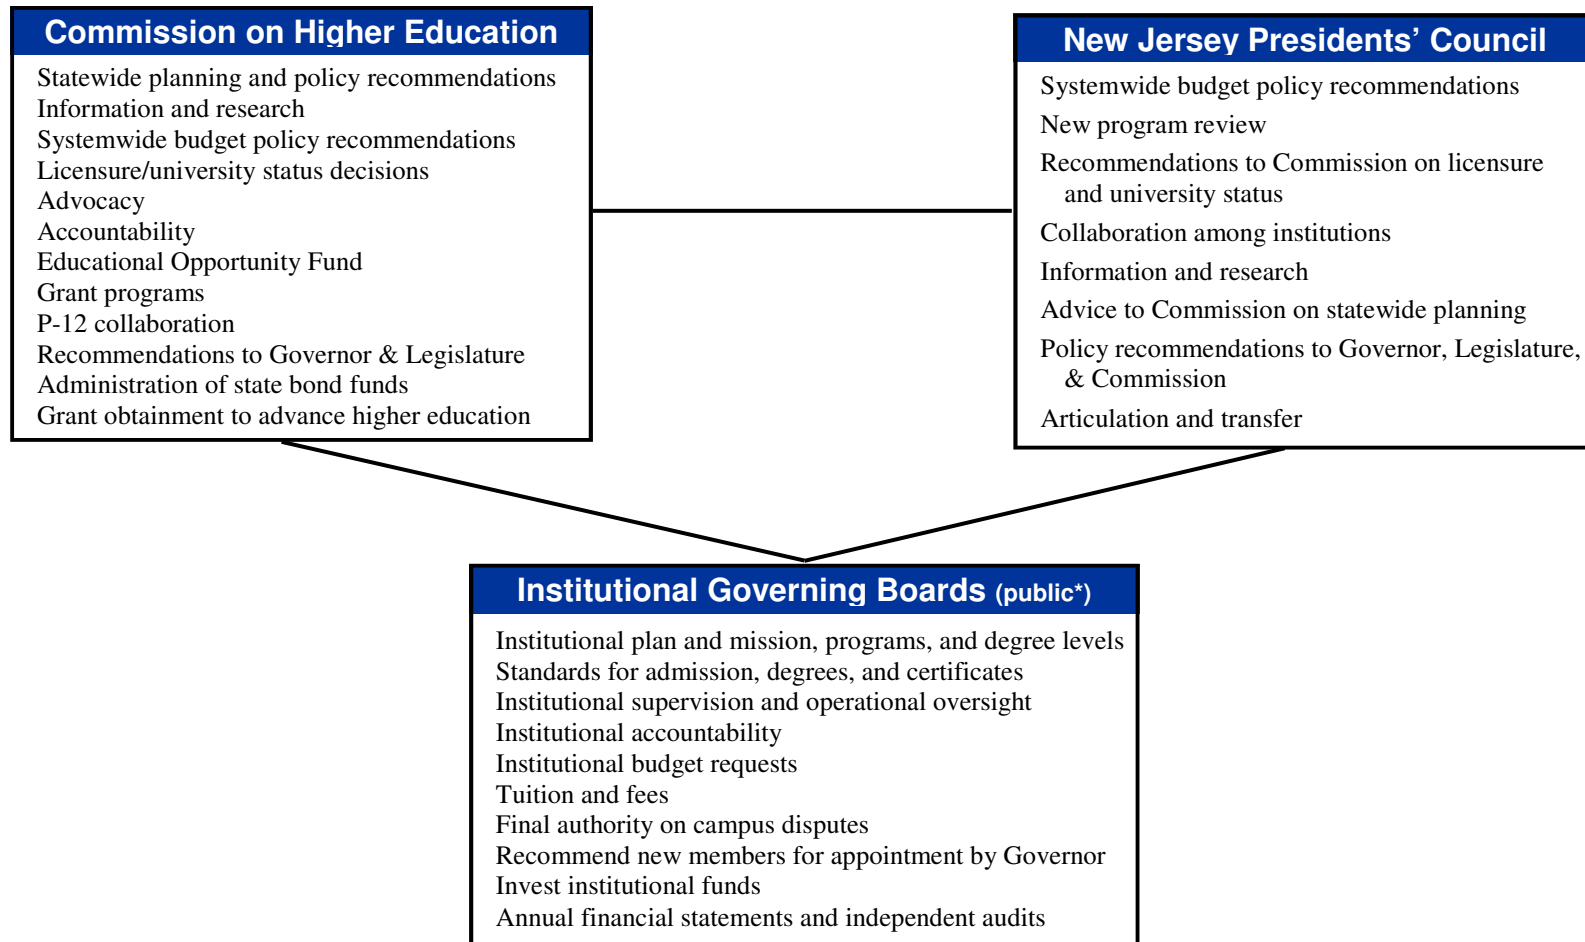 Commission on Higher Education
Statewide planning and policy recommendations
Information and research
Systemwide budget policy recommendations
Licensure/university status decisions
Advocacy
Accountability
Educational Opportunity Fund
Grant programs
P-12 collaboration
Recommendations to Governor & Legislature
Administration of state bond funds
Grant obtainment to advance higher education
New Jersey Presidents’ Council
Systemwide budget policy recommendations
New program review
Recommendations to Commission on licensure
and university status
Collaboration among institutions
Information and research
Advice to Commission on statewide planning
Policy recommendations to Governor, Legislature,
& Commission
Articulation and transfer
Institutional Governing Boards (public*)
Institutional plan and mission, programs, and degree levels
Standards for admission, degrees, and certificates
Institutional supervision and operational oversight
Institutional accountability
Institutional budget requests
Tuition and fees
Final authority on campus disputes
Recommend new members for appointment by Governor
Invest institutional funds
Annual financial statements and independent audits